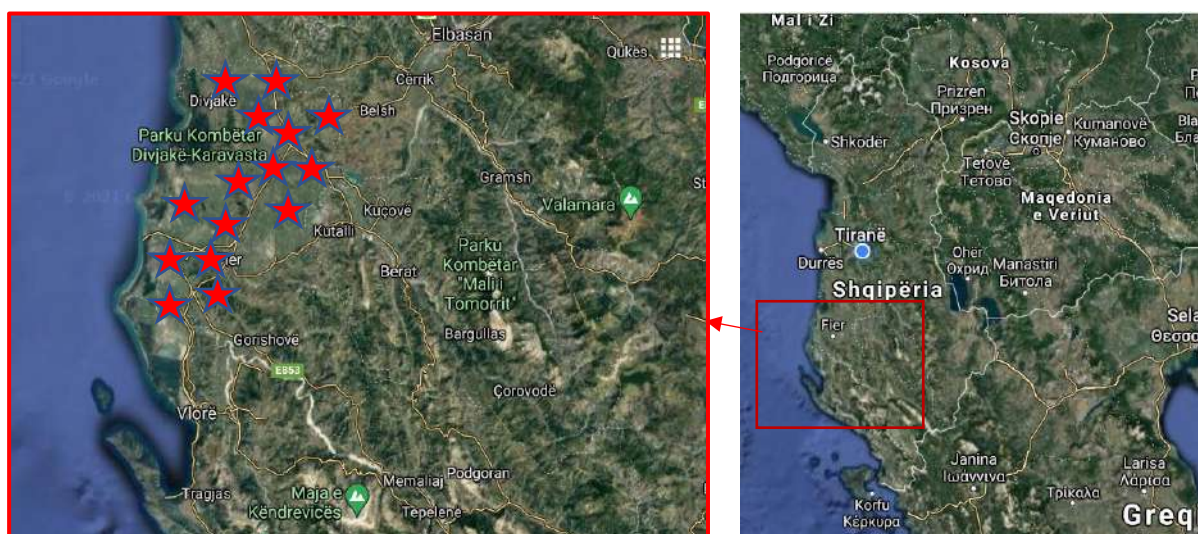 Elbasan
Qukës
Cërrik
Divjakë
Belsh
Parku Kombëtar
Divjakë-Karavasta
Gramsh
Valamara
Kuçovë
Kutalli
Parku
Kombëtar
"Mali i
Tomorrit"
Berat
Bargullas
Gorishovë
E853
Çorovodë
Vlorë
Memaliaj
Podgoran
Tragjas
Maja e
Këndrevicës
Tepelenë
Mal i Zi
Podgoricë
Подгорица
Kosova
Prizren
Призрен
Skopie
Скопје
Kumanovë
Куманово
Shkodër
Tetovë
Тетово
Maqedonia
e Veriut
Tiranë
Durrës
Ohër
Охрид
Manastiri
Битола
Shqipëria
Fier
Janina
Ιωάννινα
Larisa
Λάρισα
Τρίκαλα
Korfu
Κέρκυρα
Greq